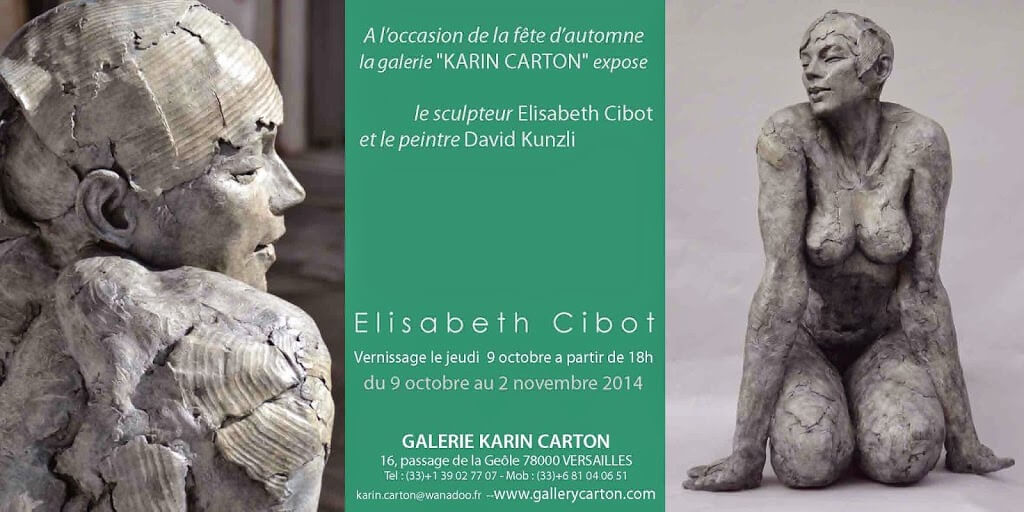 A l'occasion de la fête d'automne
la galerie "KARIN CARTON" expose
le sculpteur Elisabeth Cibot
et le peintre David Kunzli
Elisabeth Cibot
Vernissage le jeudi 9 octobre a partir de 18h
du 9 octobre au 2 novembre 2014
GALERIE KARIN CARTON
16, passage de la Geôle 78000 VERSAILLES
Tel : (33)+1 39 02 77 07 - Mob : (33)+6 81 04 06 51
karin.carton@wanadoo.fr --www.gallerycarton.com